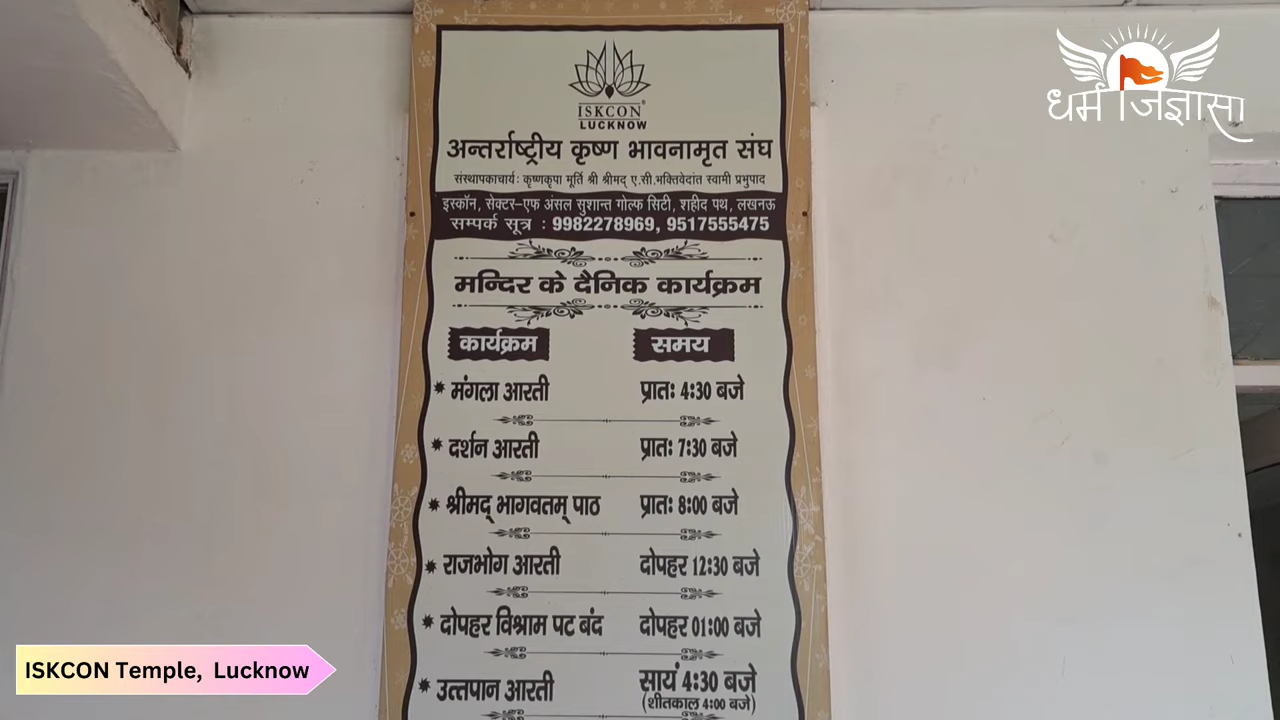 धर्म जिज्ञासा
ISKCON®
LUCKNOW
अन्तर्राष्ट्रीय कृष्ण भावनामृत संघ
संस्थापकाचार्यः कृष्णकृपा मूर्ति श्री श्रीमद् ए.सी.भक्तिवेदांत स्वामी प्रभुपाद
इस्कॉन, सेक्टर-एफ अंसल सुशान्त गोल्फ सिटी, शहीद पथ, लखनऊ
सम्पर्क सूत्र : 9982278969, 9517555475
मन्दिर के दैनिक कार्यक्रम
कार्यक्रम समय
मंगला आरती प्रातः 4:30 बजे
दर्शन आरती प्रातः 7:30 बजे
श्रीमद् भागवतम् पाठ प्रातः 8:00 बजे
राजभोग आरती दोपहर 12:30 बजे
दोपहर विश्राम पट बंद दोपहर 01:00 बजे
उत्तपान आरती सायं 4:30 बजे
(शीतकाल 4:00 बजे)
ISKCON Temple, Lucknow